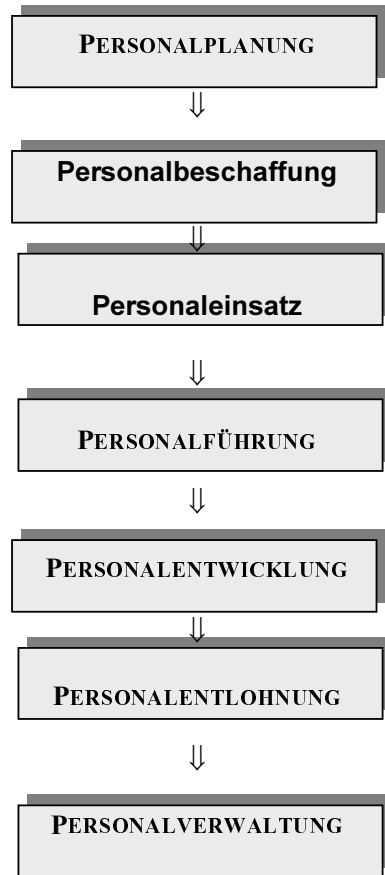 PERSONALPLANUNG
⇓
Personalbeschaffung
⇓
Personaleinsatz
⇓
PERSONALFÜHRUNG
⇓
PERSONALENTWICKLUNG
⇓
PERSONALENTLOHNUNG
⇓
PERSONALVERWALTUNG